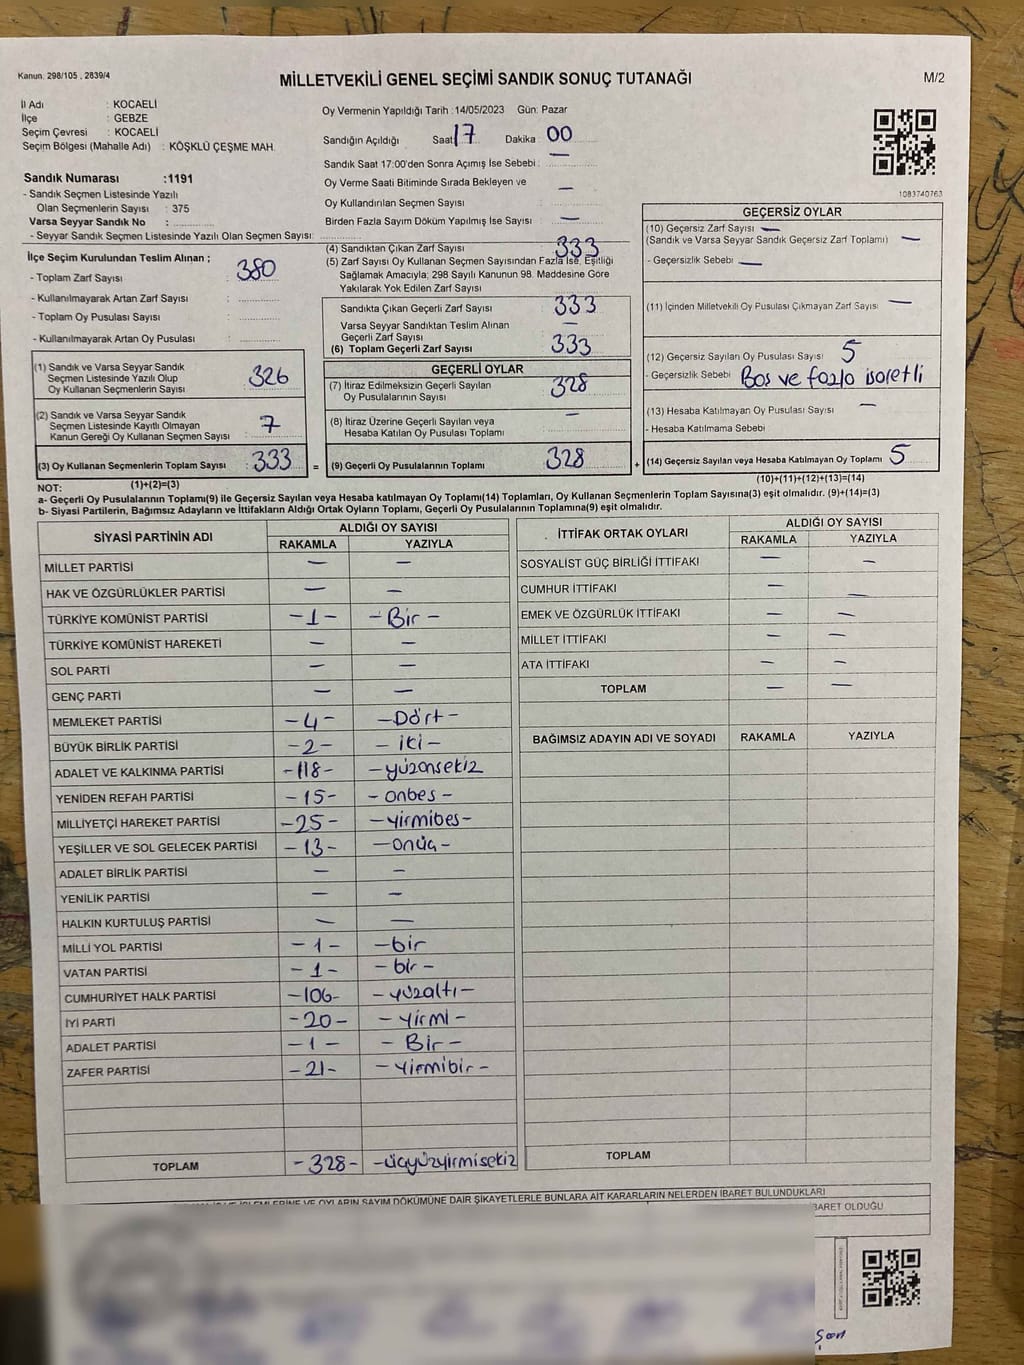 Kanun. 298/105 , 2839/4
MİLLETVEKİLİ GENEL SEÇİMİ SANDIK SONUÇ TUTANAĞI
M/2
İl Adı : KOCAELİ
İlçe : GEBZE
Seçim Çevresi : KOCAELİ
Seçim Bölgesi (Mahalle Adı) : KÖŞKLÜ ÇEŞME MAH.
Sandık Numarası :1191
- Sandık Seçmen Listesinde Yazılı
Olan Seçmenlerin Sayısı : 375
Varsa Seyyar Sandık No :
- Seyyar Sandık Seçmen Listesinde Yazılı Olan Seçmen Sayısı:
Oy Vermenin Yapıldığı Tarih :14/05/2023 Gün: Pazar
Sandığın Açıldığı Saat 17 Dakika 00
Sandık Saat 17:00'den Sonra Açımış İse Sebebi : —
Oy Verme Saati Bitiminde Sırada Bekleyen ve
Oy Kullandırılan Seçmen Sayısı —
Birden Fazla Sayım Döküm Yapılmış İse Sayısı —
1083740763
İlçe Seçim Kurulundan Teslim Alınan ;
- Toplam Zarf Sayısı : 380
- Kullanılmayarak Artan Zarf Sayısı :
- Toplam Oy Pusulası Sayısı :
- Kullanılmayarak Artan Oy Pusulası :
(1) Sandık ve Varsa Seyyar Sandık
Seçmen Listesinde Yazılı Olup
Oy Kullanan Seçmenlerin Sayısı : 326
(2) Sandık ve Varsa Seyyar Sandık
Seçmen Listesinde Kayıtlı Olmayan
Kanun Gereği Oy Kullanan Seçmen Sayısı : 7
(3) Oy Kullanan Seçmenlerin Toplam Sayısı : 333
(1)+(2)=(3)
(4) Sandıktan Çıkan Zarf Sayısı 333
(5) Zarf Sayısı Oy Kullanan Seçmen Sayısından Fazla İse, Eşitliği
Sağlamak Amacıyla; 298 Sayılı Kanunun 98. Maddesine Göre
Yakılarak Yok Edilen Zarf Sayısı
Sandıkta Çıkan Geçerli Zarf Sayısı 333
Varsa Seyyar Sandıktan Teslim Alınan
Geçerli Zarf Sayısı —
(6) Toplam Geçerli Zarf Sayısı 333
GEÇERLİ OYLAR
(7) İtiraz Edilmeksizin Geçerli Sayılan
Oy Pusulalarının Sayısı 328
(8) İtiraz Üzerine Geçerli Sayılan veya
Hesaba Katılan Oy Pusulası Toplamı —
= (9) Geçerli Oy Pusulalarının Toplamı 328
GEÇERSİZ OYLAR
(10) Geçersiz Zarf Sayısı —
(Sandık ve Varsa Seyyar Sandık Geçersiz Zarf Toplamı) —
- Geçersizlik Sebebi —
(11) İçinden Milletvekili Oy Pusulası Çıkmayan Zarf Sayısı —
(12) Geçersiz Sayılan Oy Pusulası Sayısı 5
- Geçersizlik Sebebi Bos ve fazla isaretli
(13) Hesaba Katılmayan Oy Pusulası Sayısı —
- Hesaba Katılmama Sebebi
+ (14) Geçersiz Sayılan veya Hesaba Katılmayan Oy Toplamı 5
(10)+(11)+(12)+(13)=(14)
NOT:
a- Geçerli Oy Pusulalarının Toplamı(9) ile Geçersiz Sayılan veya Hesaba katılmayan Oy Toplamı(14) Toplamları, Oy Kullanan Seçmenlerin Toplam Sayısına(3) eşit olmalıdır. (9)+(14)=(3)
b- Siyasi Partilerin, Bağımsız Adayların ve İttifakların Aldığı Ortak Oyların Toplamı, Geçerli Oy Pusulalarının Toplamına(9) eşit olmalıdır.
SİYASİ PARTİNİN ADI
ALDIĞI OY SAYISI
RAKAMLA YAZIYLA
MİLLET PARTİSİ — —
HAK VE ÖZGÜRLÜKLER PARTİSİ — —
TÜRKİYE KOMÜNİST PARTİSİ -1- -Bir-
TÜRKİYE KOMÜNİST HAREKETİ — —
SOL PARTİ — —
GENÇ PARTİ — —
MEMLEKET PARTİSİ -4- -Dört-
BÜYÜK BİRLİK PARTİSİ -2- -iki-
ADALET VE KALKINMA PARTİSİ -118- -yüzonsekiz
YENİDEN REFAH PARTİSİ -15- -onbes-
MİLLİYETÇİ HAREKET PARTİSİ -25- -yirmibes-
YEŞİLLER VE SOL GELECEK PARTİSİ -13- -onüç-
ADALET BİRLİK PARTİSİ — —
YENİLİK PARTİSİ — —
HALKIN KURTULUŞ PARTİSİ — —
MİLLİ YOL PARTİSİ -1- -bir
VATAN PARTİSİ -1- -bir-
CUMHURİYET HALK PARTİSİ -106- -yüzaltı-
İYİ PARTİ -20- -yirmi-
ADALET PARTİSİ -1- -Bir-
ZAFER PARTİSİ -21- -yirmibir-
TOPLAM -328- -üçyüzyirmisekiz
İTTİFAK ORTAK OYLARI
ALDIĞI OY SAYISI
RAKAMLA YAZIYLA
SOSYALİST GÜÇ BİRLİĞİ İTTİFAKI — —
CUMHUR İTTİFAKI — —
EMEK VE ÖZGÜRLÜK İTTİFAKI — —
MİLLET İTTİFAKI — —
ATA İTTİFAKI — —
TOPLAM — —
BAĞIMSIZ ADAYIN ADI VE SOYADI RAKAMLA YAZIYLA
TOPLAM
İŞLEMLERİNE VE OYLARIN SAYIM DÖKÜMÜNE DAİR ŞİKAYETLERLE BUNLARA AİT KARARLARIN NELERDEN İBARET BULUNDUKLARI
BARET OLDUĞU